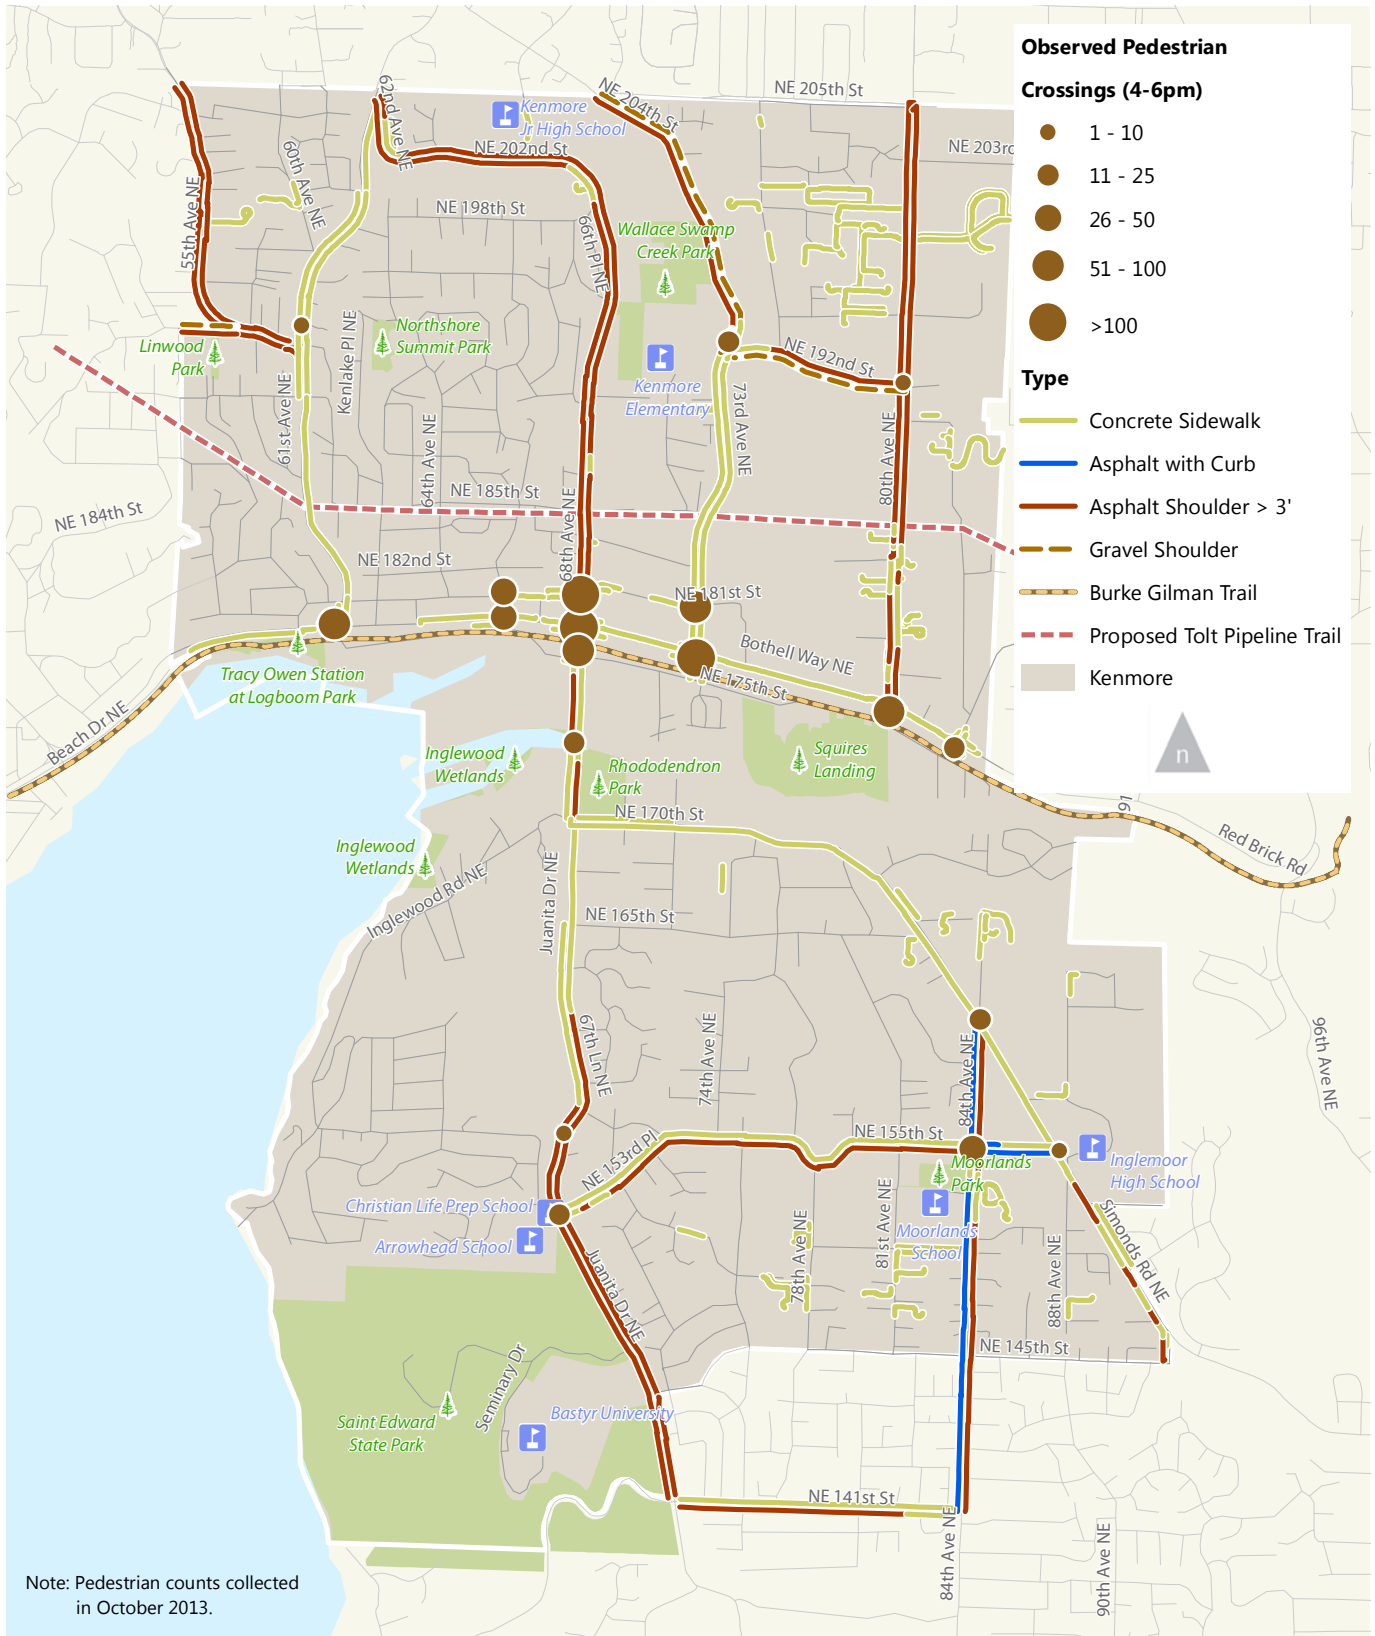 Observed Pedestrian
Crossings (4-6pm)
1 - 10
11 - 25
26 - 50
51 - 100
>100
Type
Concrete Sidewalk
Asphalt with Curb
Asphalt Shoulder > 3'
Gravel Shoulder
Burke Gilman Trail
Proposed Tolt Pipeline Trail
Kenmore
n
62nd Ave NE
NE 204th St
NE 205th St
Kenmore
Jr High School
NE 202nd St
NE 203rd
60th Ave NE
55th Ave NE
NE 198th St
66th Pl NE
Wallace Swamp
Creek Park
Northshore
Summit Park
Linwood
Park
Kenlake Pl NE
NE 192nd St
Kenmore
Elementary
61st Ave NE
73rd Ave NE
64th Ave NE
80th Ave NE
NE 185th St
NE 184th St
68th Ave NE
NE 182nd St
NE 181st St
Bothell Way NE
NE 175th St
Tracy Owen Station
at Logboom Park
Beach Dr NE
Inglewood
Wetlands
Rhododendron
Park
Squires
Landing
NE 170th St
91
Red Brick Rd
Inglewood
Wetlands
Inglewood Rd NE
Juanita Dr NE
NE 165th St
67th Ln NE
74th Ave NE
84th Ave NE
96th Ave NE
NE 153rd Pl
NE 155th St
Moorlands
Park
Inglemoor
High School
Christian Life Prep School
Arrowhead School
Moorlands
School
81st Ave NE
78th Ave NE
88th Ave NE
Simonds Rd NE
Juanita Dr NE
NE 145th St
Seminary Dr
Saint Edward
State Park
Bastyr University
NE 141st St
84th Ave NE
90th Ave NE
Note: Pedestrian counts collected
in October 2013.